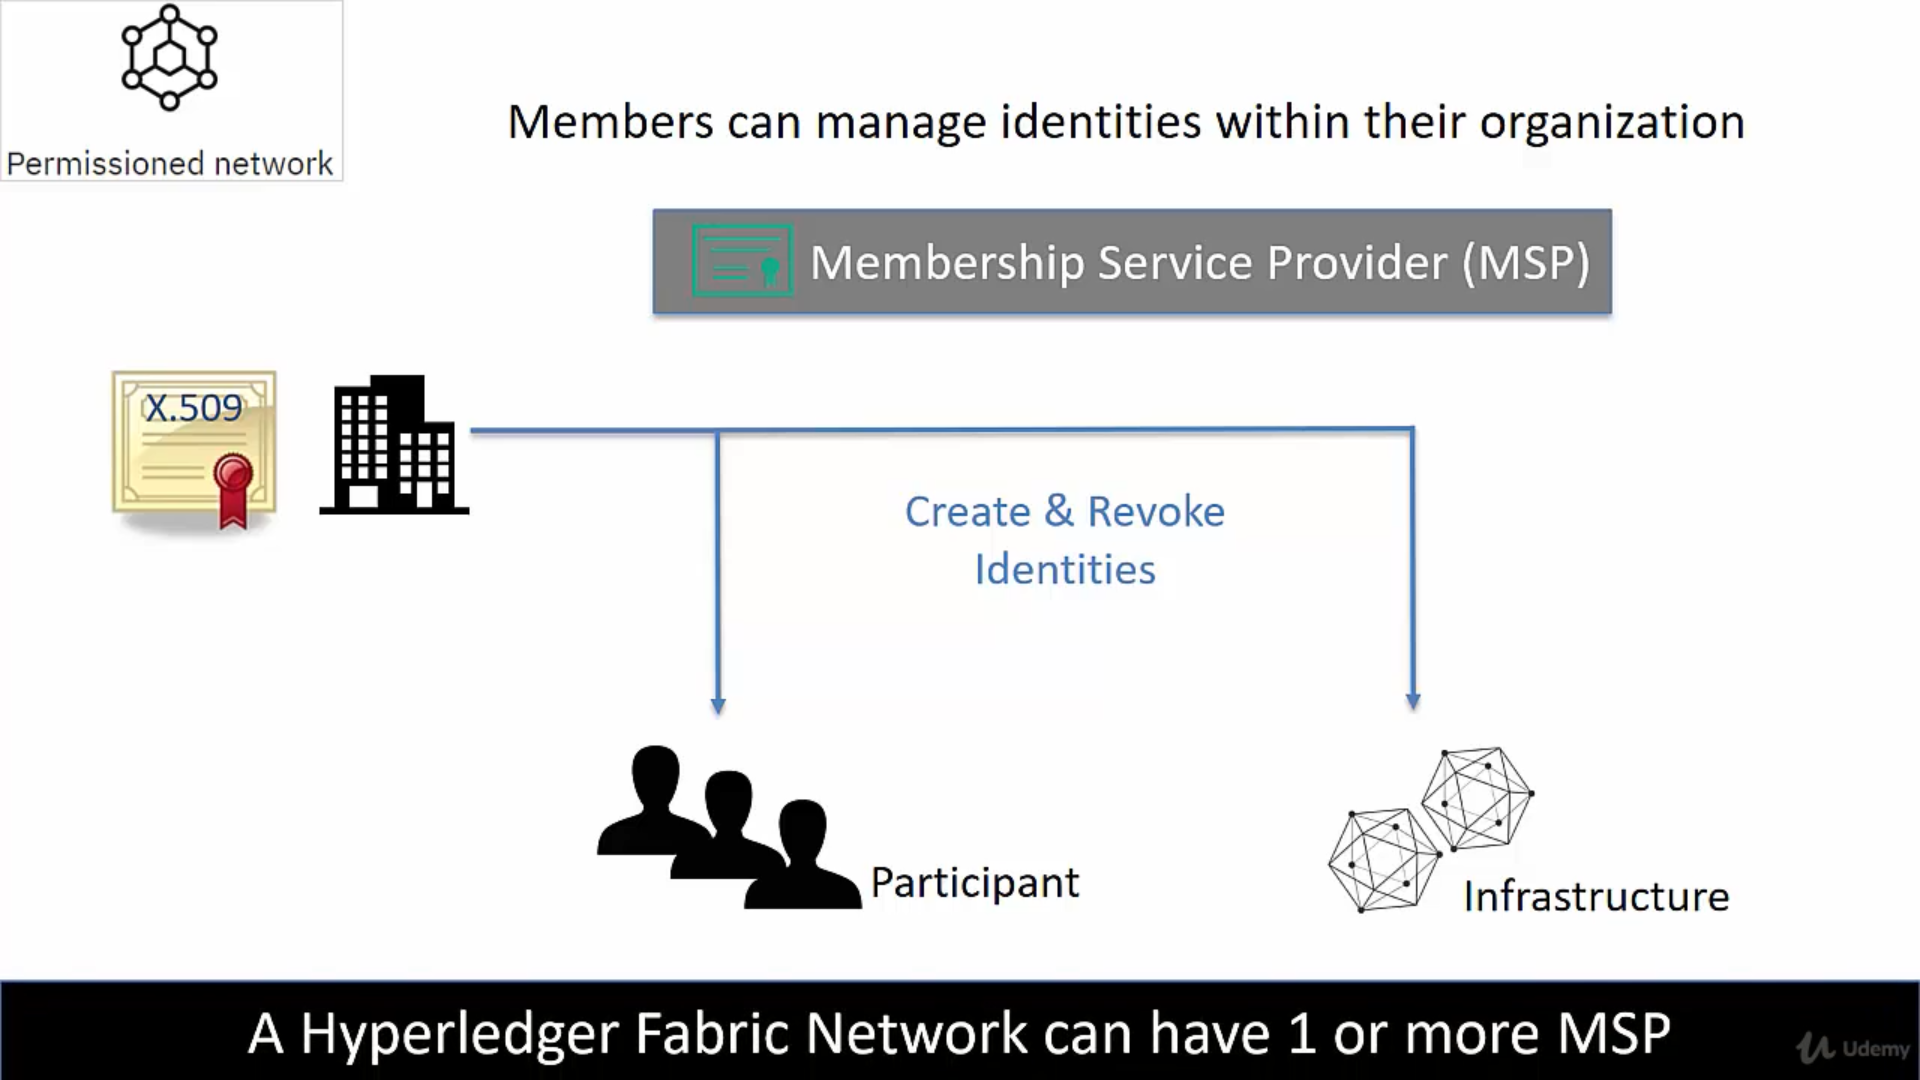 Permissioned network
Members can manage identities within their organization
Membership Service Provider (MSP)
X.509
Create & Revoke
Identities
Participant
Infrastructure
A Hyperledger Fabric Network can have 1 or more MSP
Udemy